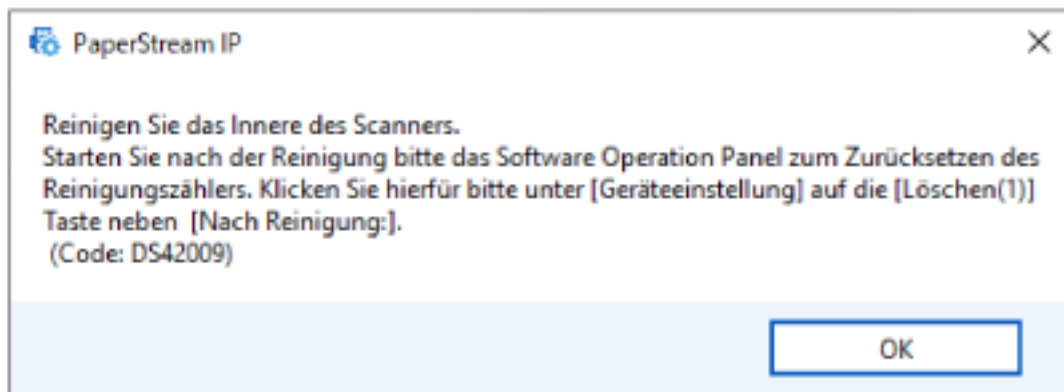 PaperStream IP
Reinigen Sie das Innere des Scanners.
Starten Sie nach der Reinigung bitte das Software Operation Panel zum Zurücksetzen des
Reinigungszählers. Klicken Sie hierfür bitte unter [Geräteeinstellung] auf die [Löschen(1)]
Taste neben  [Nach Reinigung:].
(Code: DS42009)
OK